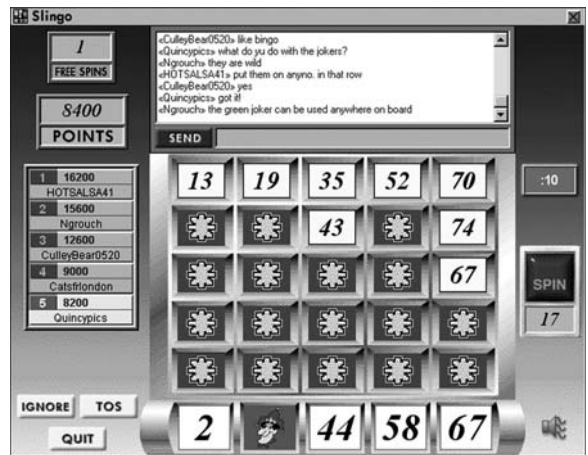 Slingo
1
FREE SPINS
8400
POINTS
<CulleyBear0520> like bingo
<Quincypics> what do yu do with the jokers?
<Ngrouch> they are wild
<HOTSALSA41> put them on anyno. in that row
<CulleyBear0520> yes
<Quincypics> got it!
<Ngrouch> the green joker can be used anywhere on board
SEND
1 16200
HOTSALSA41
2 15600
Ngrouch
3 12600
CulleyBear0520
4 9000
Catsfrlondon
5 8200
Quincypics
13 19 35 52 70
43 74
67
:10
SPIN
17
IGNORE TOS
QUIT
2 44 58 67